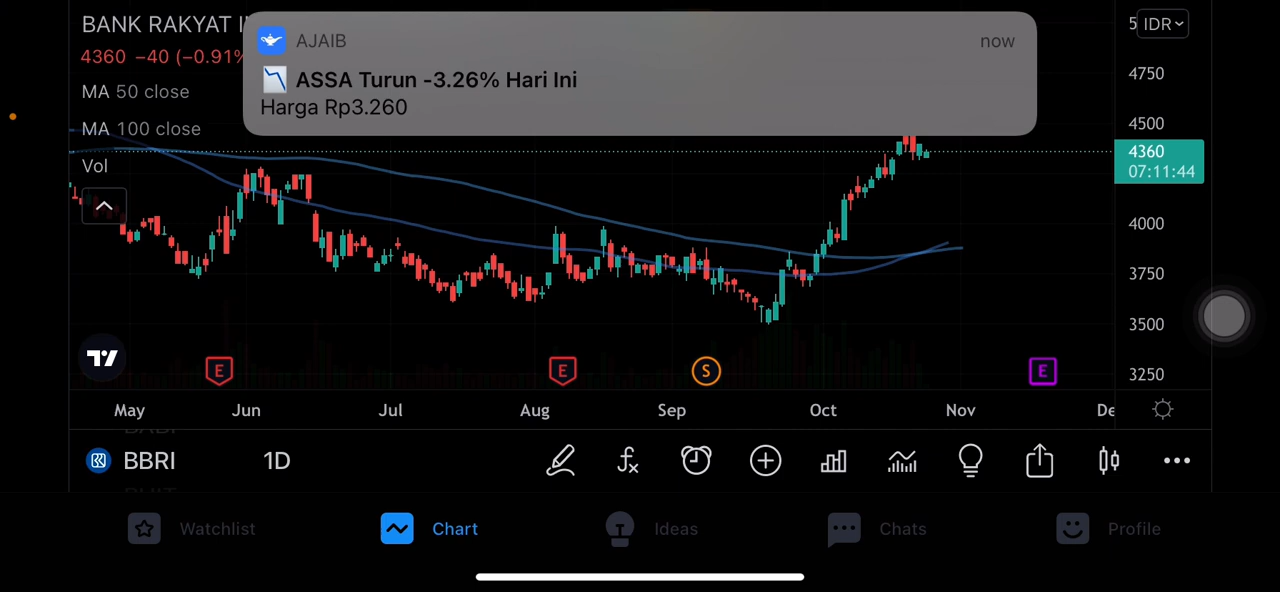 BANK RAKYAT I
4360 −40 (−0.91%
MA 50 close
MA 100 close
Vol
AJAIB
now
ASSA Turun -3.26% Hari Ini
Harga Rp3.260
5
IDR
4750
4500
4360
07:11:44
4000
3750
3500
3250
E
E
S
E
May
Jun
Jul
Aug
Sep
Oct
Nov
De
BBRI
1D
Watchlist
Chart
Ideas
Chats
Profile